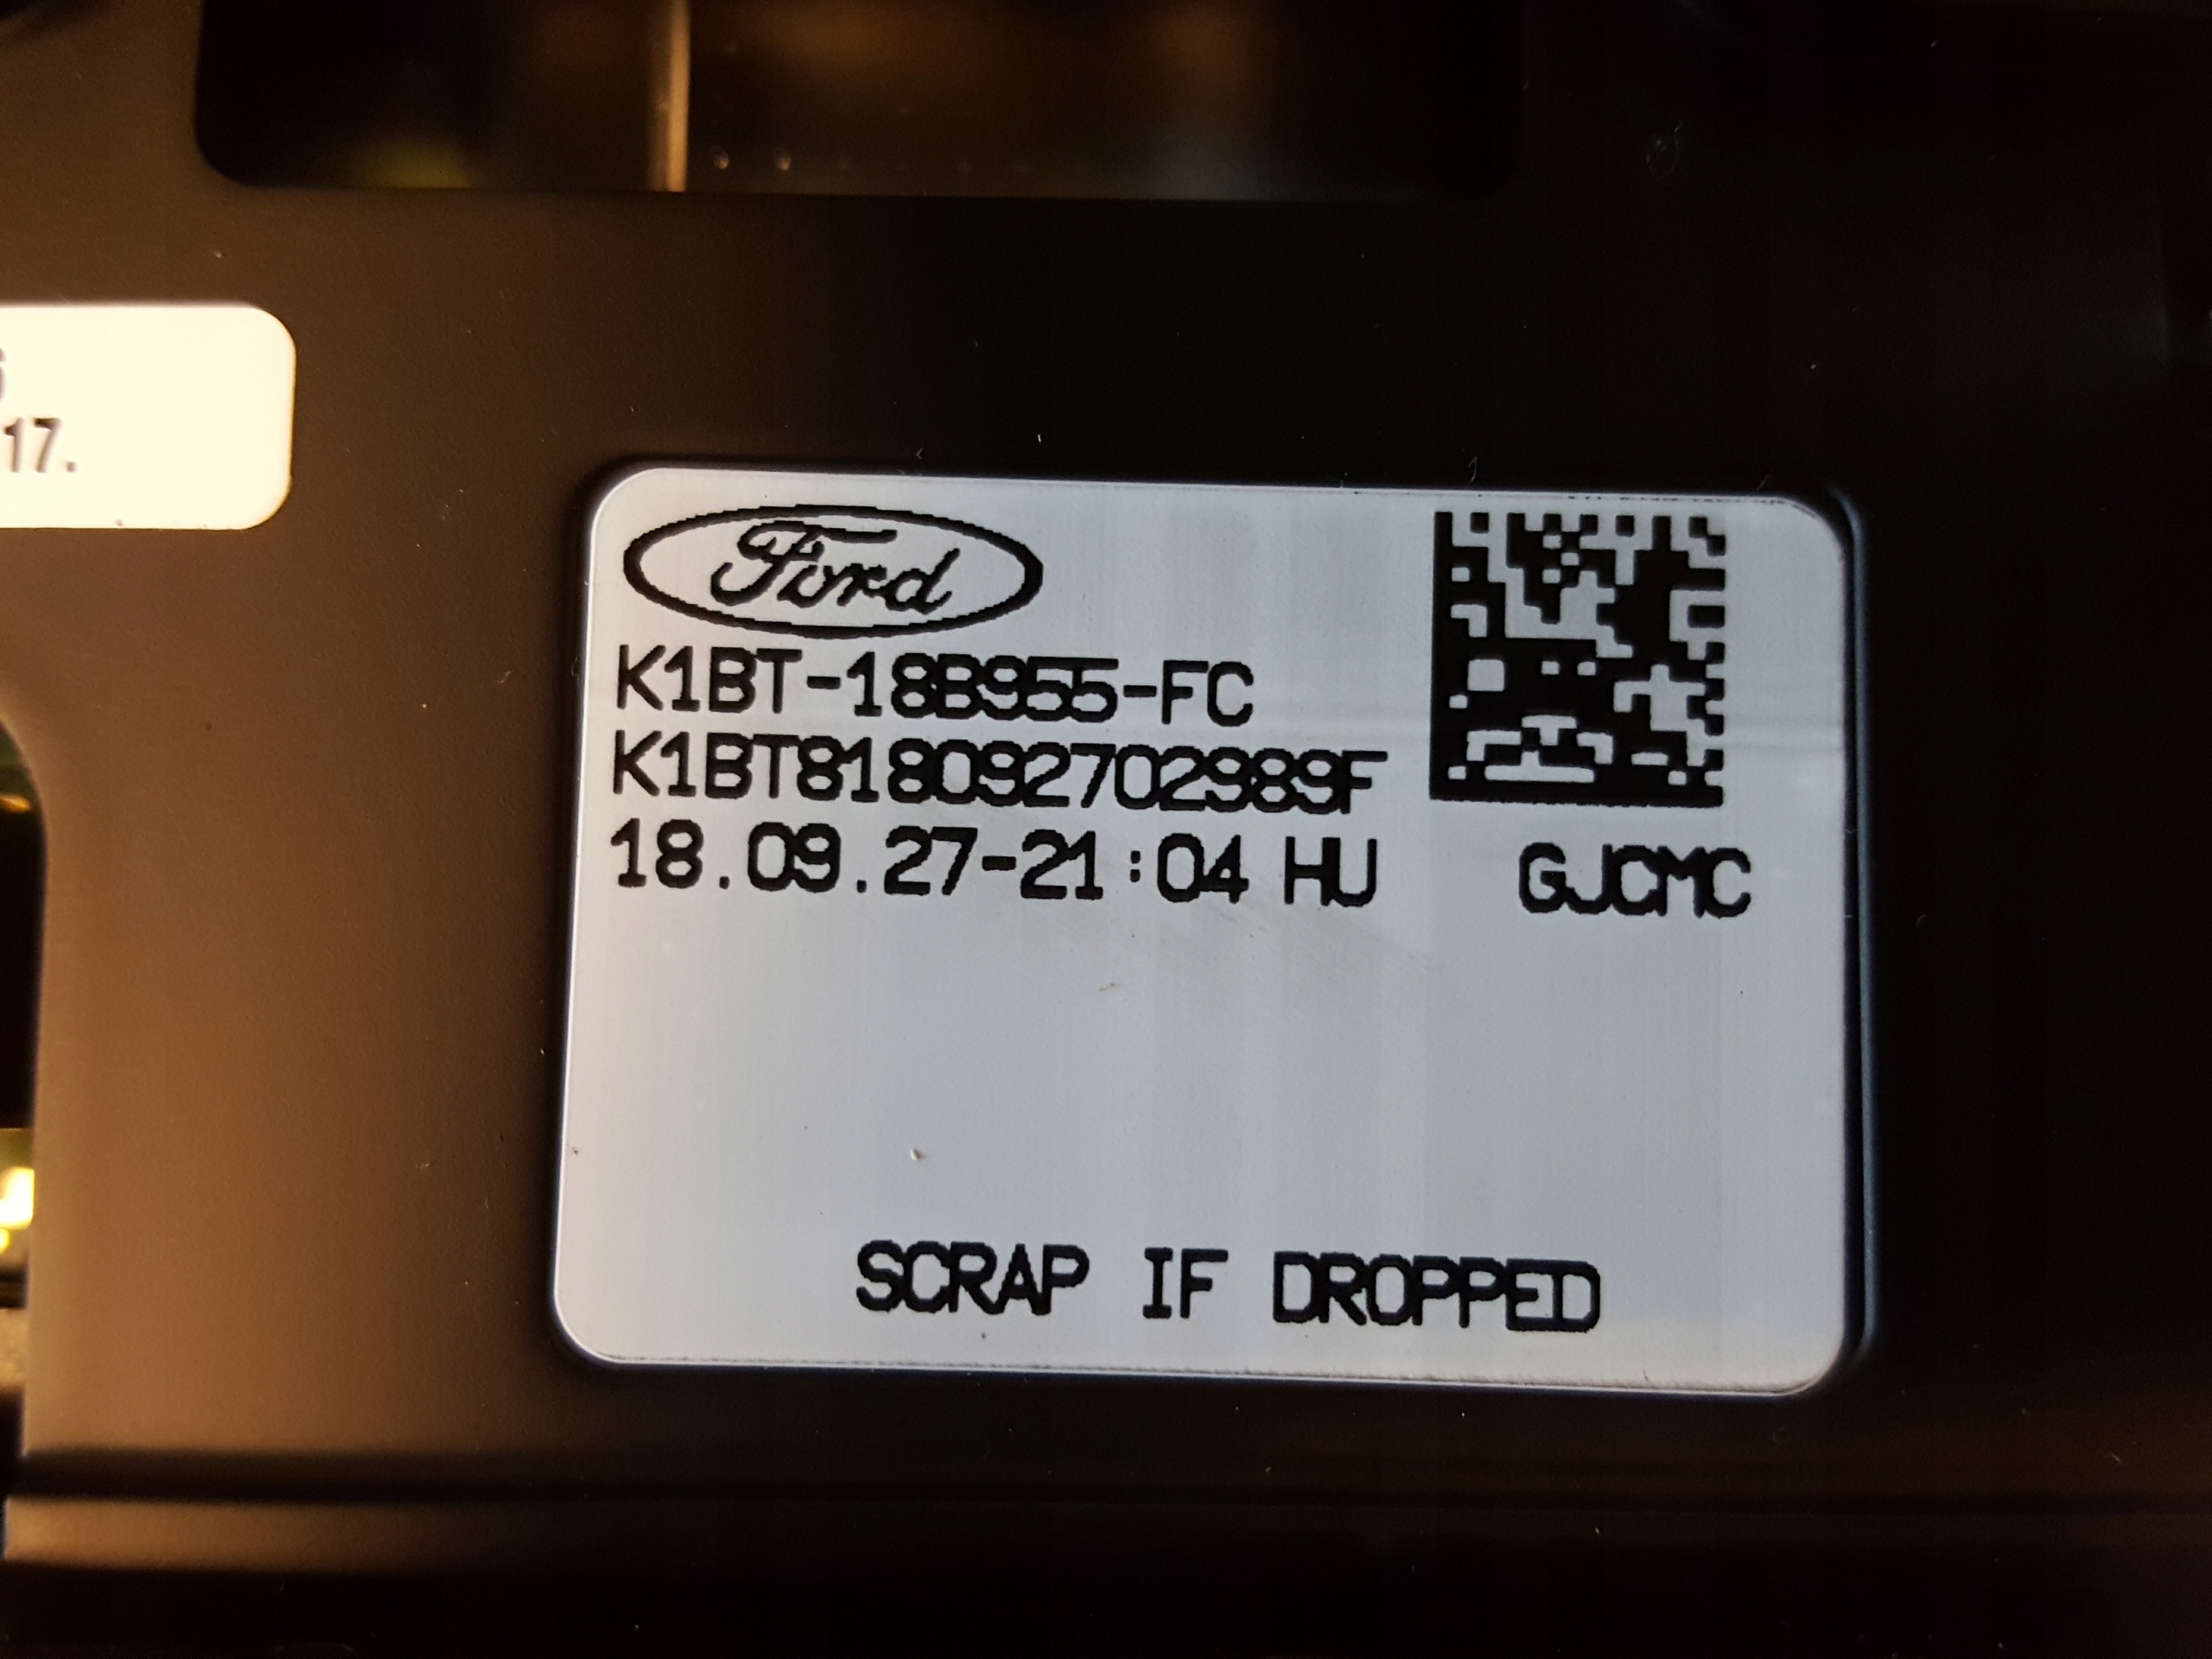 17.
Ford
K1BT-18B955-FC
K1BT818092702989F
18.09.27-21:04 HU GJCMC
SCRAP IF DROPPED